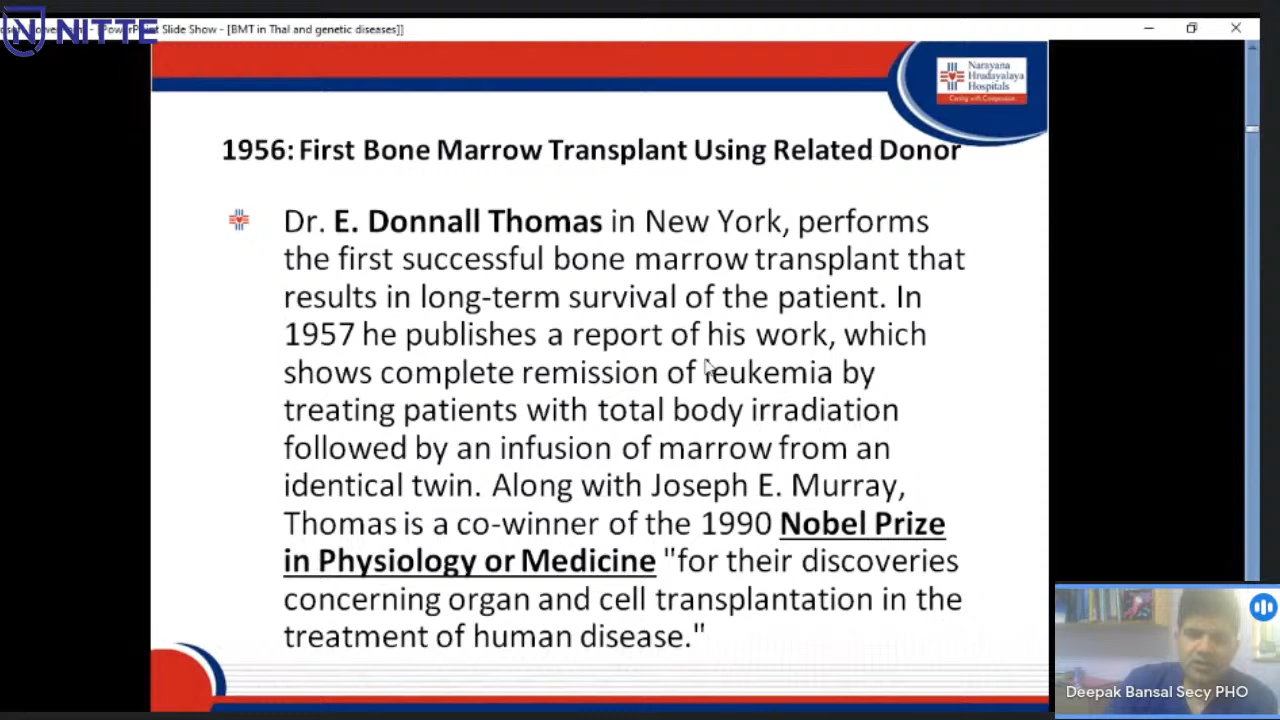 NITTE
PowerPoint Slide Show - [BMT in Thal and genetic diseases]]
Narayana
Hrudayalaya
Hospitals
Caring with Compassion
1956: First Bone Marrow Transplant Using Related Donor
Dr. E. Donnall Thomas in New York, performs
the first successful bone marrow transplant that
results in long-term survival of the patient. In
1957 he publishes a report of his work, which
shows complete remission of leukemia by
treating patients with total body irradiation
followed by an infusion of marrow from an
identical twin. Along with Joseph E. Murray,
Thomas is a co-winner of the 1990 Nobel Prize
in Physiology or Medicine "for their discoveries
concerning organ and cell transplantation in the
treatment of human disease."
Deepak Bansal Secy PHO